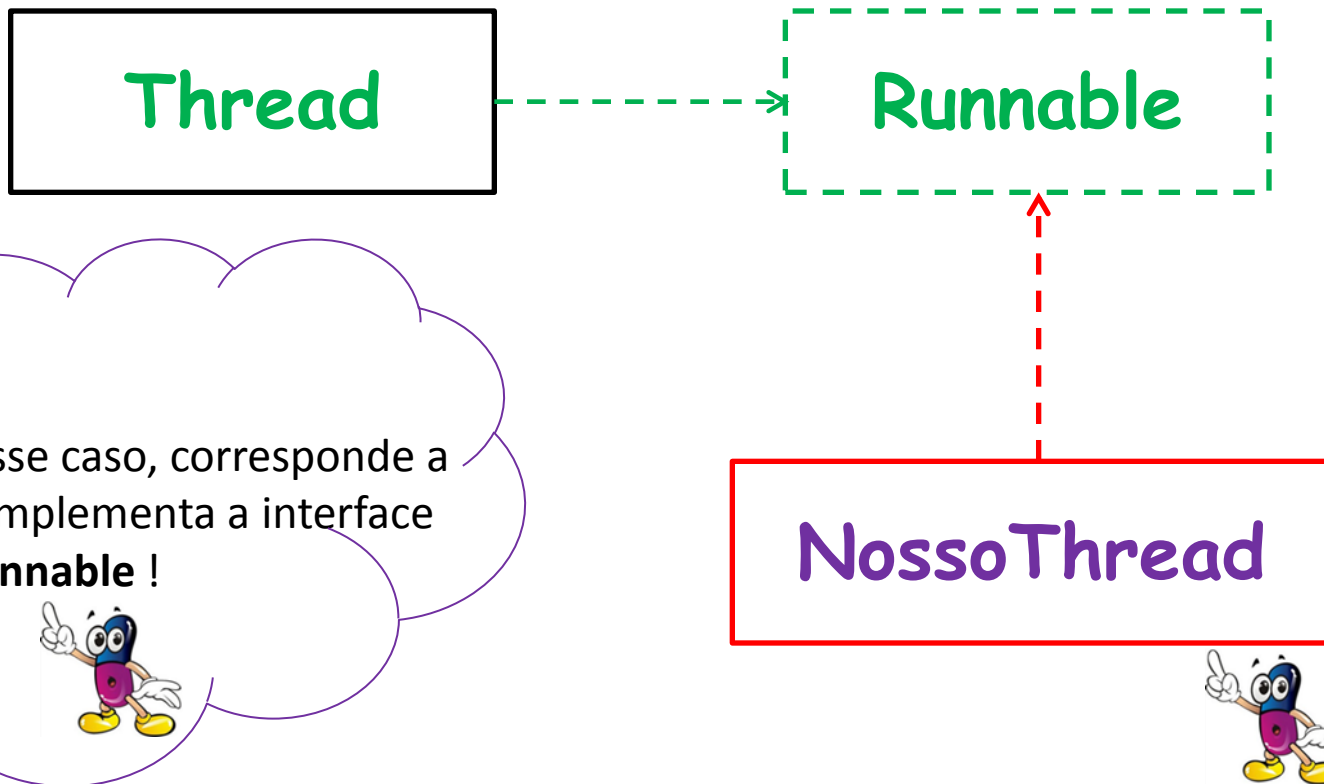 Thread
Runnable
sse caso, corresponde a
mplementa a interface
nnable !
NossoThread